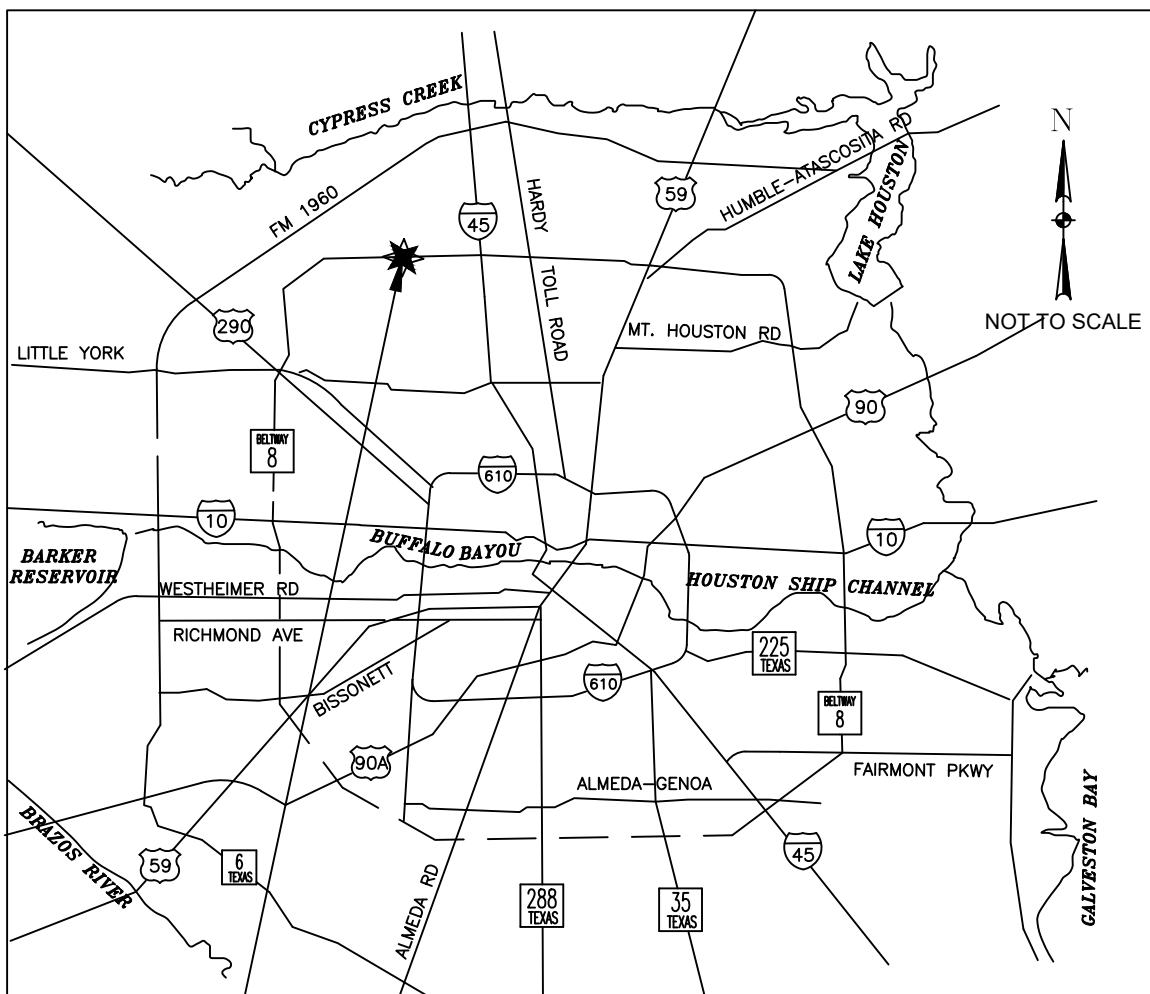 CYPRESS CREEK
HUMBLE-ATASCOSITA RD
N
59
FM 1960
HARDY
TOLL ROAD
45
LAKE HOUSTON
NOT TO SCALE
290
MT. HOUSTON RD
LITTLE YORK
90
BELTWAY
8
610
10
BUFFALO BAYOU
10
BARKER
RESERVOIR
WESTHEIMER RD
HOUSTON SHIP CHANNEL
RICHMOND AVE
225
TEXAS
BISSONETT
610
BELTWAY
8
90A
FAIRMONT PKWY
ALMEDA-GENOA
BRAZOS RIVER
59
6
TEXAS
45
GALVESTON BAY
ALMEDA RD
288
TEXAS
35
TEXAS